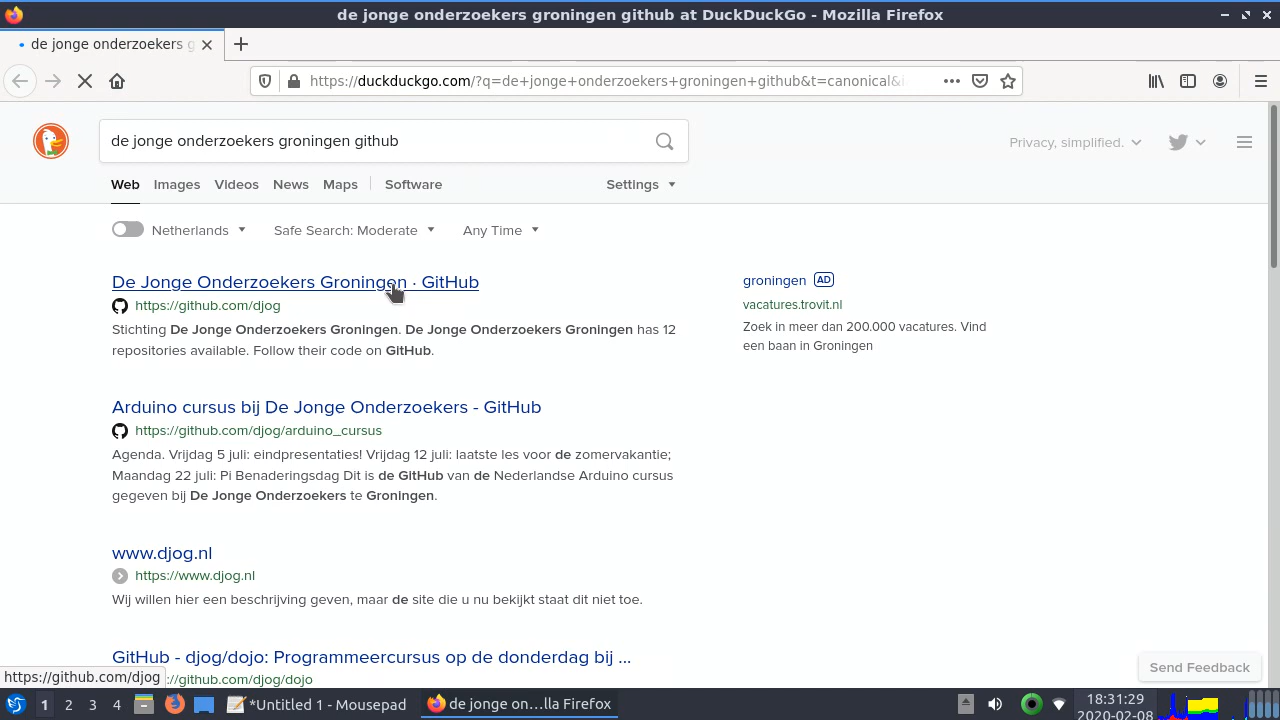 de jonge onderzoekers groningen github at DuckDuckGo - Mozilla Firefox
de jonge onderzoekers g
https://duckduckgo.com/?q=de+jonge+onderzoekers+groningen+github&t=canonical&i
de jonge onderzoekers groningen github
Privacy, simplified.
Web Images Videos News Maps Software Settings
Netherlands Safe Search: Moderate Any Time
De Jonge Onderzoekers Groningen · GitHub
https://github.com/djog
Stichting De Jonge Onderzoekers Groningen. De Jonge Onderzoekers Groningen has 12
repositories available. Follow their code on GitHub.
groningen AD
vacatures.trovit.nl
Zoek in meer dan 200.000 vacatures. Vind
een baan in Groningen
Arduino cursus bij De Jonge Onderzoekers - GitHub
https://github.com/djog/arduino_cursus
Agenda. Vrijdag 5 juli: eindpresentaties! Vrijdag 12 juli: laatste les voor de zomervakantie;
Maandag 22 juli: Pi Benaderingsdag Dit is de GitHub van de Nederlandse Arduino cursus
gegeven bij De Jonge Onderzoekers te Groningen.
www.djog.nl
https://www.djog.nl
Wij willen hier een beschrijving geven, maar de site die u nu bekijkt staat dit niet toe.
GitHub - djog/dojo: Programmeercursus op de donderdag bij ...
://github.com/djog/dojo
Send Feedback
https://github.com/djog
1 2 3 4 *Untitled 1 - Mousepad de jonge on...lla Firefox 18:31:29
2020-02-08